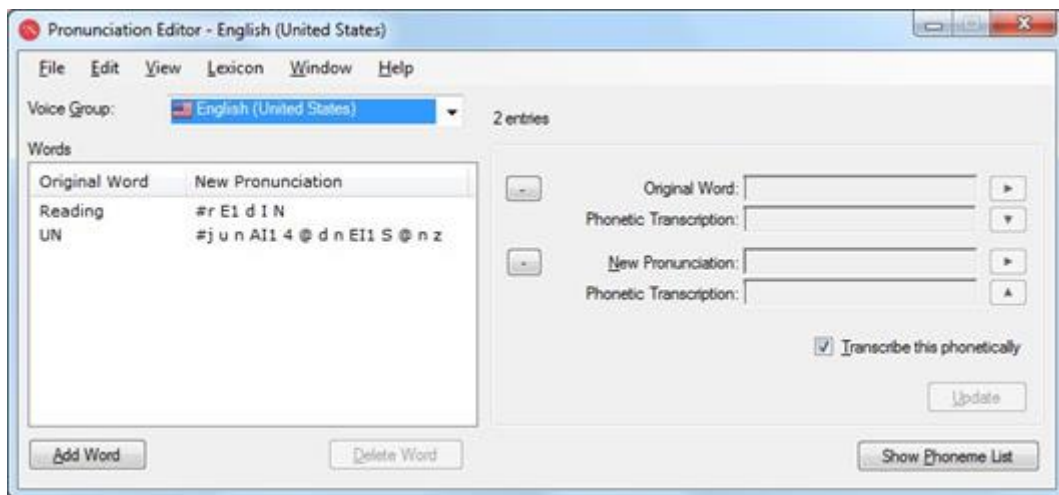 Pronunciation Editor - English (United States)
File Edit View Lexicon Window Help
Voice Group: English (United States)
2 entries
Words
Original Word New Pronunciation
Reading #r E1 d I N
UN #j u n AI1 4 @ d n EI1 S @ n z
- Original Word:
Phonetic Transcription:
- New Pronunciation:
Phonetic Transcription:
Transcribe this phonetically
Update
Add Word Delete Word Show Phoneme List